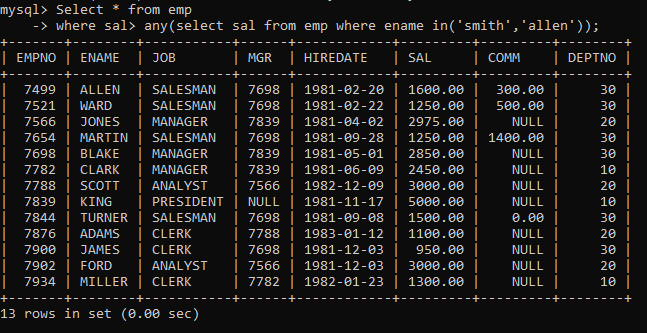 mysql> Select * from emp
    -> where sal> any(select sal from emp where ename in('smith','allen'));
+-------+--------+-----------+------+------------+---------+---------+--------+
| EMPNO | ENAME  | JOB       | MGR  | HIREDATE   | SAL     | COMM    | DEPTNO |
+-------+--------+-----------+------+------------+---------+---------+--------+
|  7499 | ALLEN  | SALESMAN  | 7698 | 1981-02-20 | 1600.00 |  300.00 |     30 |
|  7521 | WARD   | SALESMAN  | 7698 | 1981-02-22 | 1250.00 |  500.00 |     30 |
|  7566 | JONES  | MANAGER   | 7839 | 1981-04-02 | 2975.00 |    NULL |     20 |
|  7654 | MARTIN | SALESMAN  | 7698 | 1981-09-28 | 1250.00 | 1400.00 |     30 |
|  7698 | BLAKE  | MANAGER   | 7839 | 1981-05-01 | 2850.00 |    NULL |     30 |
|  7782 | CLARK  | MANAGER   | 7839 | 1981-06-09 | 2450.00 |    NULL |     10 |
|  7788 | SCOTT  | ANALYST   | 7566 | 1982-12-09 | 3000.00 |    NULL |     20 |
|  7839 | KING   | PRESIDENT | NULL | 1981-11-17 | 5000.00 |    NULL |     10 |
|  7844 | TURNER | SALESMAN  | 7698 | 1981-09-08 | 1500.00 |    0.00 |     30 |
|  7876 | ADAMS  | CLERK     | 7788 | 1983-01-12 | 1100.00 |    NULL |     20 |
|  7900 | JAMES  | CLERK     | 7698 | 1981-12-03 |  950.00 |    NULL |     30 |
|  7902 | FORD   | ANALYST   | 7566 | 1981-12-03 | 3000.00 |    NULL |     20 |
|  7934 | MILLER | CLERK     | 7782 | 1982-01-23 | 1300.00 |    NULL |     10 |
+-------+--------+-----------+------+------------+---------+---------+--------+
13 rows in set (0.00 sec)